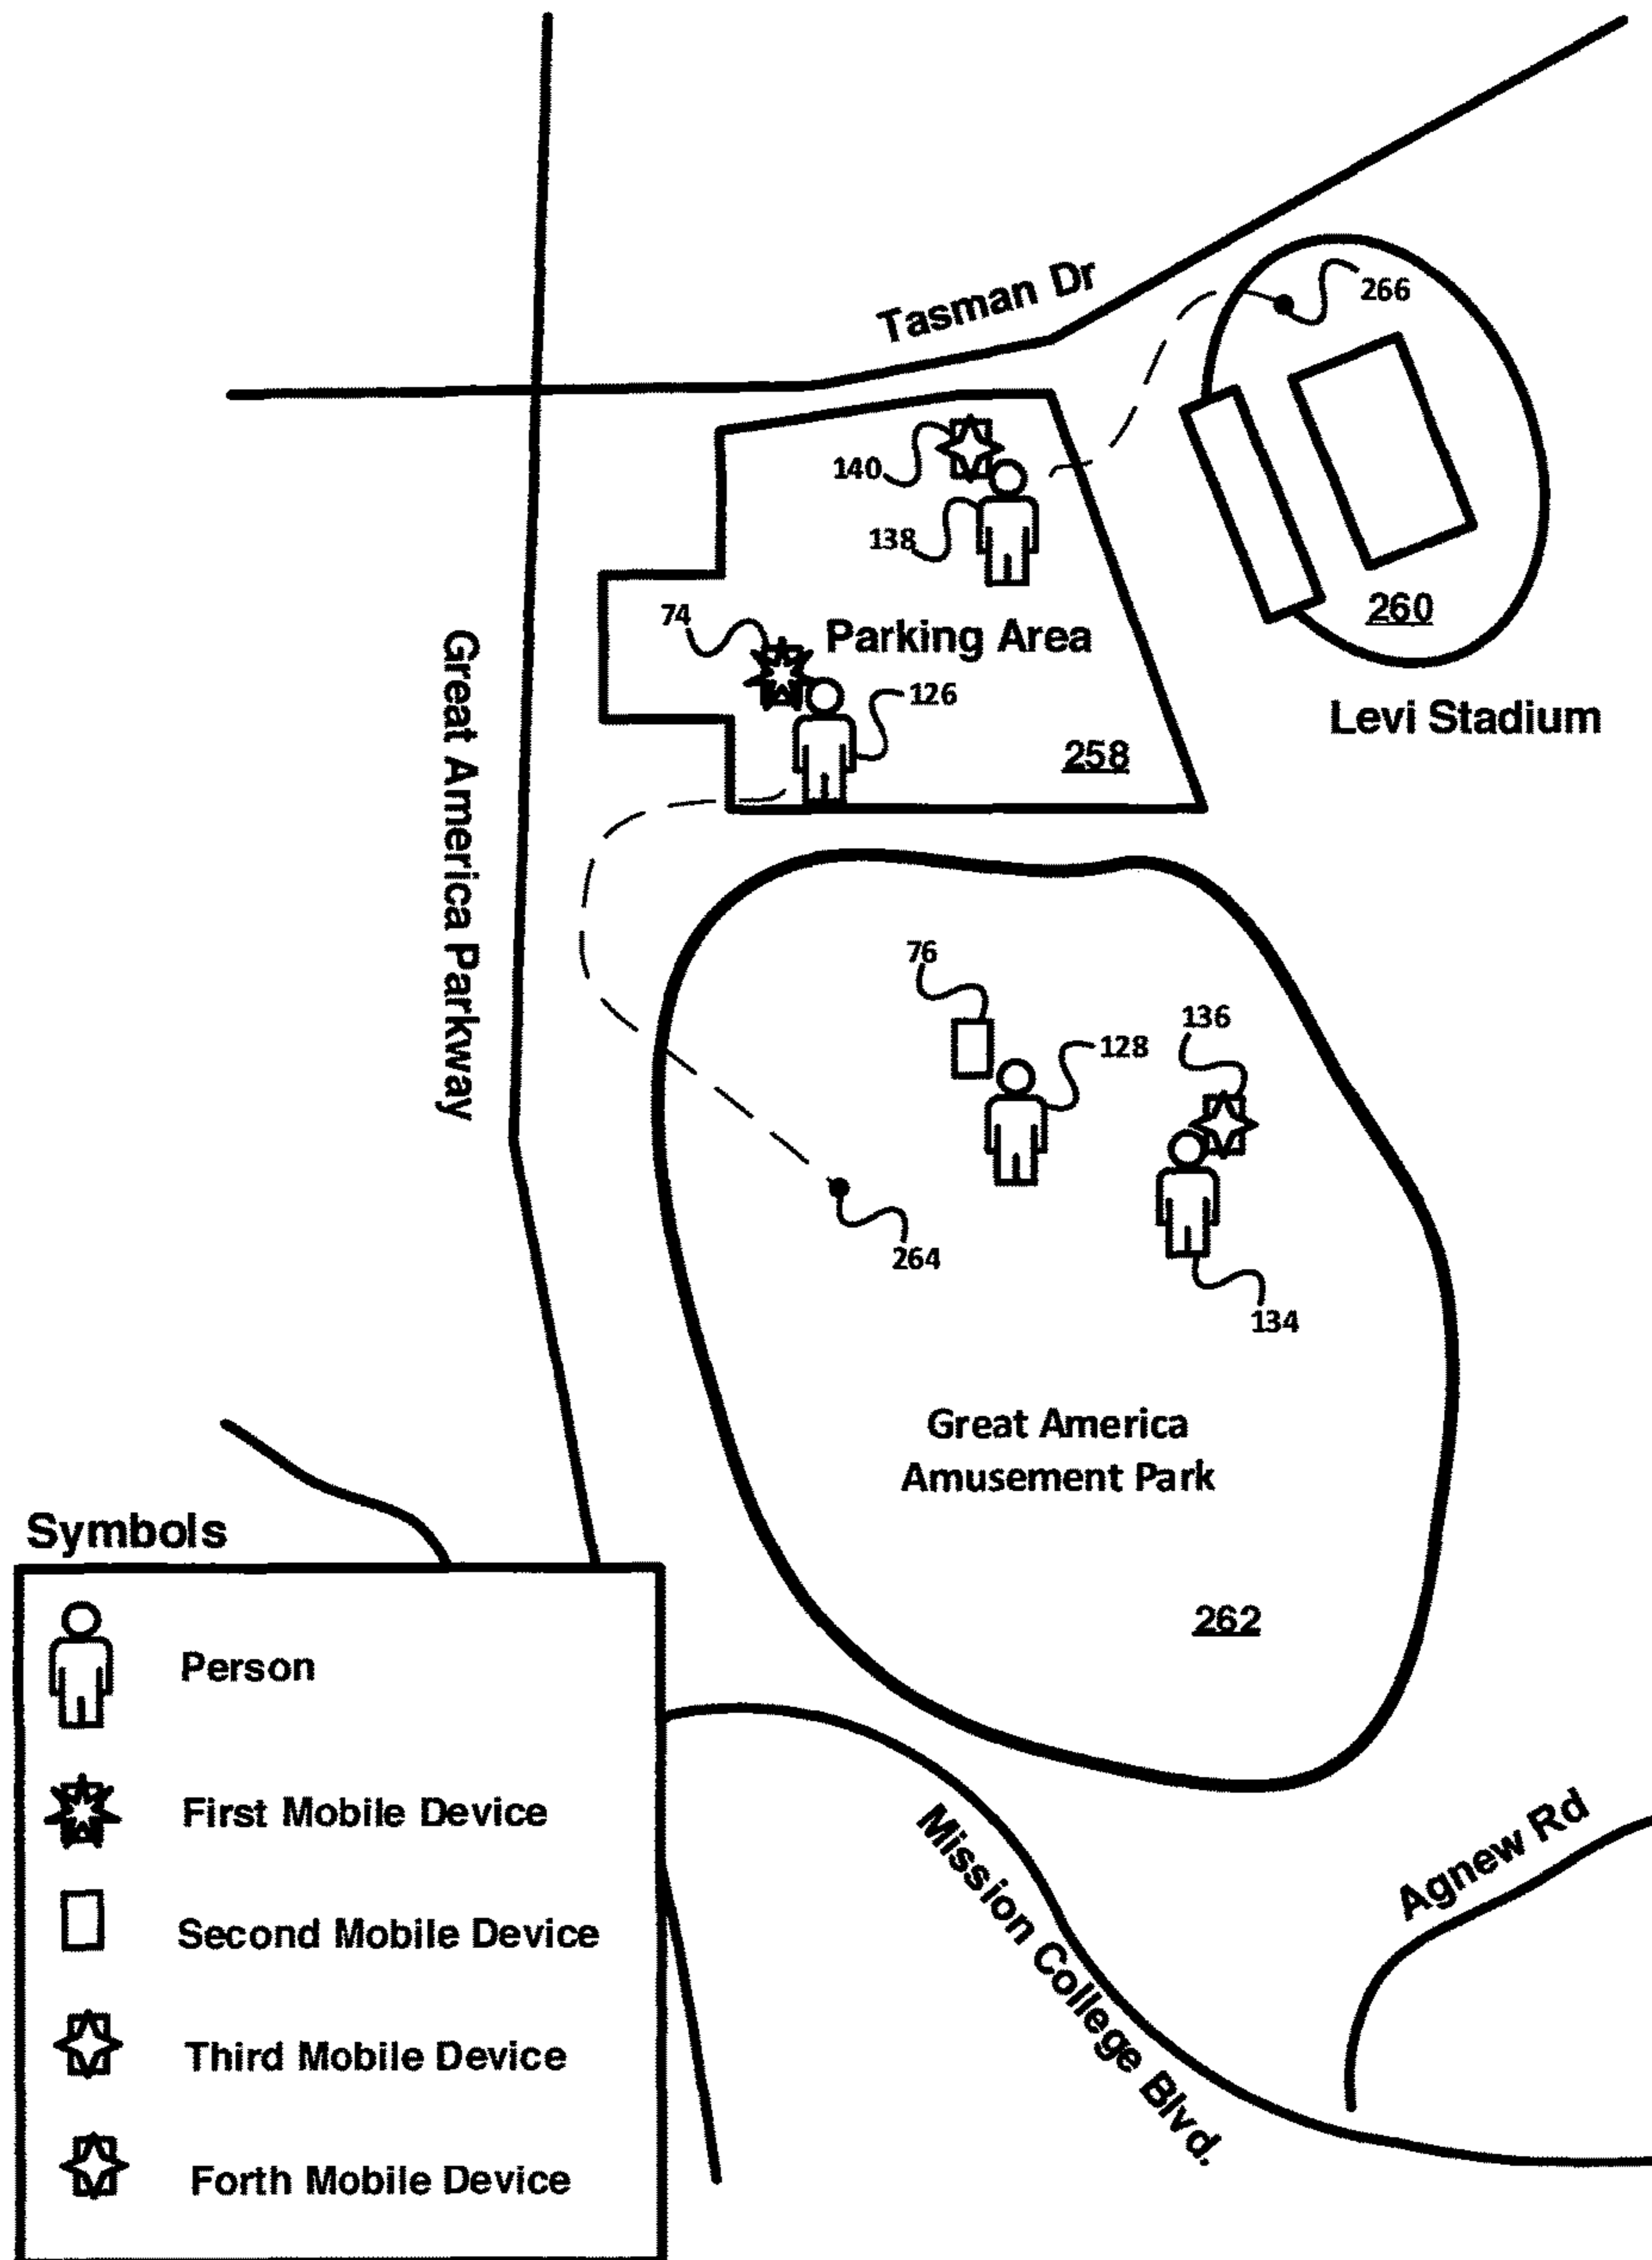 Tasman Dr
266
140
138
260
74
Parking Area
126
Levi Stadium
258
Great America Parkway
76
136
128
264
134
Great America
Amusement Park
262
Symbols
Person
First Mobile Device
Second Mobile Device
Third Mobile Device
Forth Mobile Device
Mission College Blvd.
Agnew Rd